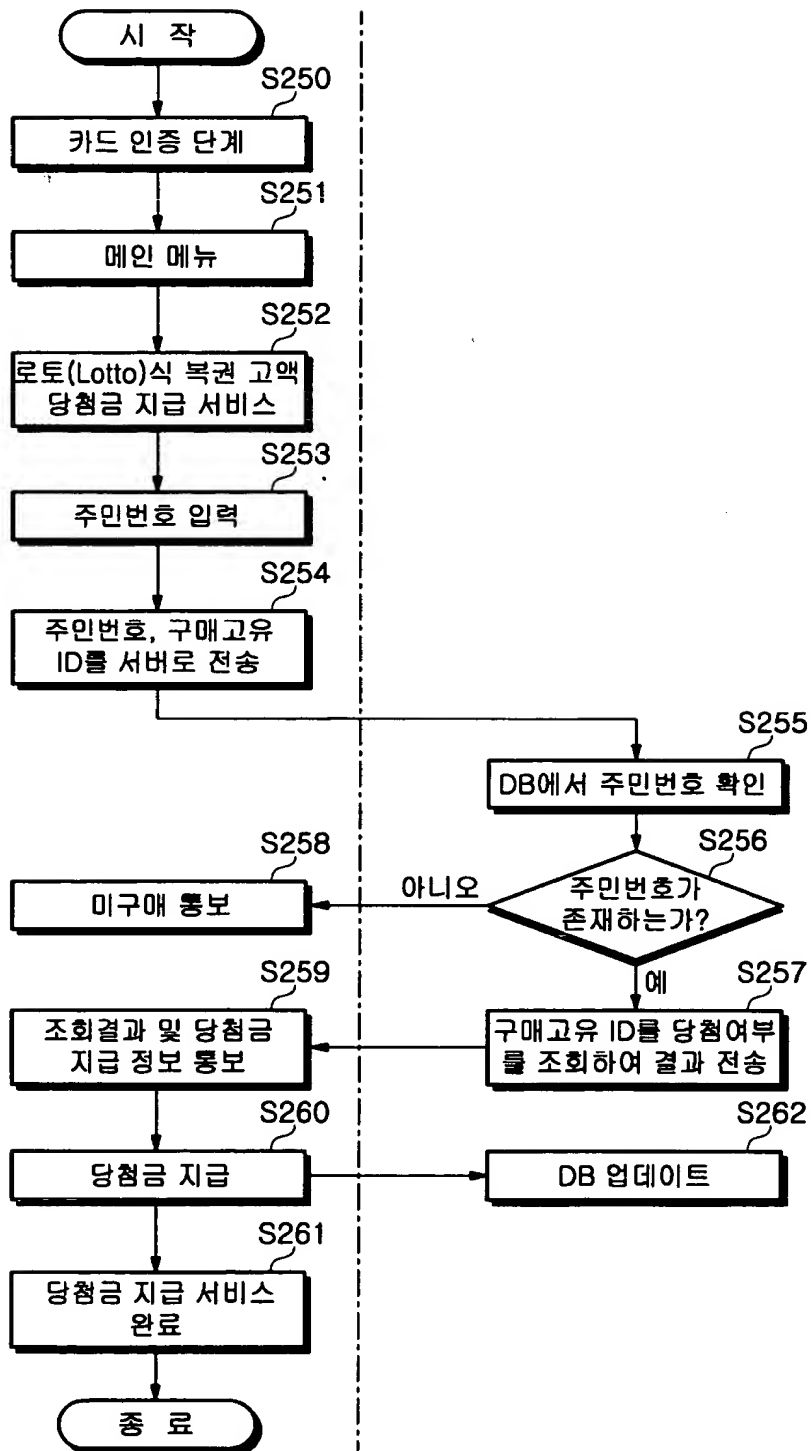 시 작
S250
카드 인증 단계
S251
메인 메뉴
S252
로토(Lotto)식 복권 고액
당첨금 지급 서비스
S253
주민번호 입력
S254
주민번호, 구매고유
ID를 서버로 전송
S255
DB에서 주민번호 확인
S256
주민번호가
존재하는가?
아니오
예
S258
미구매 통보
S257
구매고유 ID를 당첨여부
를 조회하여 결과 전송
S259
조회결과 및 당첨금
지급 정보 통보
S260
당첨금 지급
S262
DB 업데이트
S261
당첨금 지급 서비스
완료
종 료